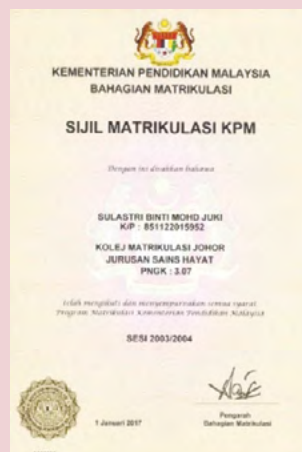 KEMENTERIAN PENDIDIKAN MALAYSIA
BAHAGIAN MATRIKULASI
SIJIL MATRIKULASI KPM
Dengan ini disahkan bahawa
SULASTRI BINTI MOHD JUKI
K/P : 851122015952
KOLEJ MATRIKULASI JOHOR
JURUSAN SAINS HAYAT
PNGK : 3.07
telah mengikuti dan menyempurnakan semua syarat
Program Matrikulasi Kementerian Pendidikan Malaysia
SESI 2003/2004
1 Januari 2017
Pengarah
Bahagian Matrikulasi